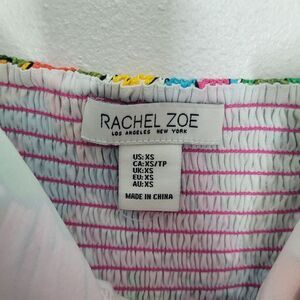 RACHEL ZOE
LOS ANGELES NEW YORK
US: XS
CA: XS/TP
UK: XS
EU: XS
AU: XS
MADE IN CHINA